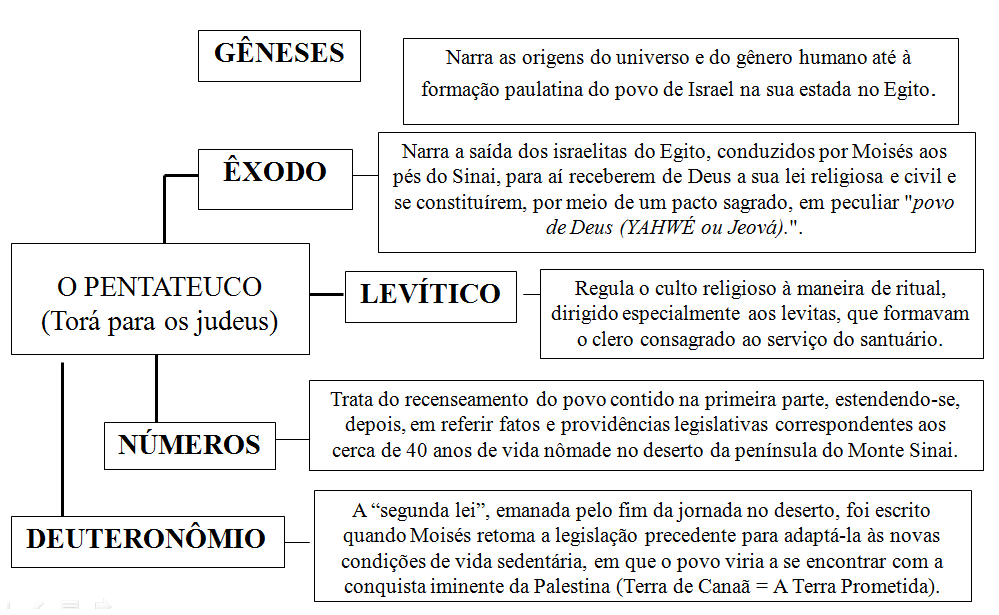 GÊNESES
Narra as origens do universo e do gênero humano até à
formação paulatina do povo de Israel na sua estada no Egito.
ÊXODO
Narra a saída dos israelitas do Egito, conduzidos por Moisés aos
pés do Sinai, para aí receberem de Deus a sua lei religiosa e civil e
se constituírem, por meio de um pacto sagrado, em peculiar "povo
de Deus (YAHWÉ ou Jeová).".
O PENTATEUCO
(Torá para os judeus)
LEVÍTICO
Regula o culto religioso à maneira de ritual,
dirigido especialmente aos levitas, que formavam
o clero consagrado ao serviço do santuário.
NÚMEROS
Trata do recenseamento do povo contido na primeira parte, estendendo-se,
depois, em referir fatos e providências legislativas correspondentes aos
cerca de 40 anos de vida nômade no deserto da península do Monte Sinai.
DEUTERONÔMIO
A “segunda lei”, emanada pelo fim da jornada no deserto, foi escrito
quando Moisés retoma a legislação precedente para adaptá-la às novas
condições de vida sedentária, em que o povo viria a se encontrar com a
conquista iminente da Palestina (Terra de Canaã = A Terra Prometida).